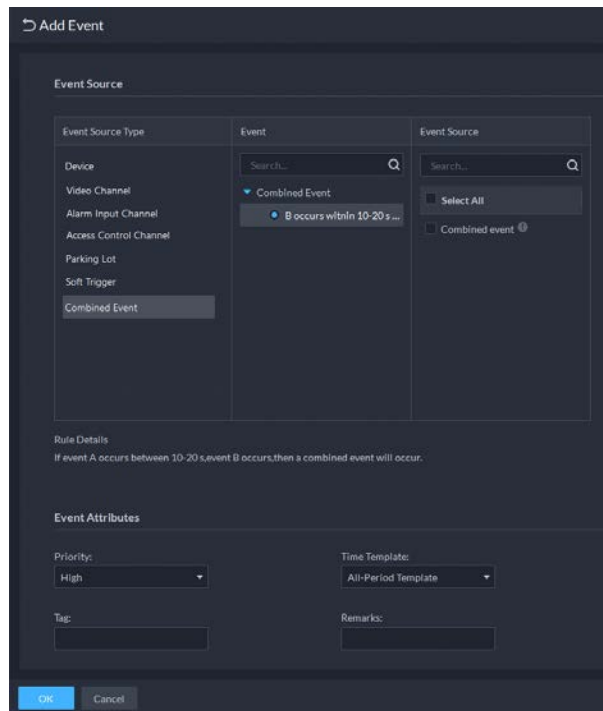 Add Event
Event Source
Event Source Type
Event
Event Source
Device
Video Channel
Alarm Input Channel
Access Control Channel
Parking Lot
Soft Trigger
Combined Event
Search...
Combined Event
B occurs witnin 10-20 s ...
Search...
Select All
Combined event
Rule Details
If event A occurs between 10-20 s,event B occurs,then a combined event will occur.
Event Attributes
Priority:
High
Time Template:
All-Period Template
Tag:
Remarks:
OK
Cancel